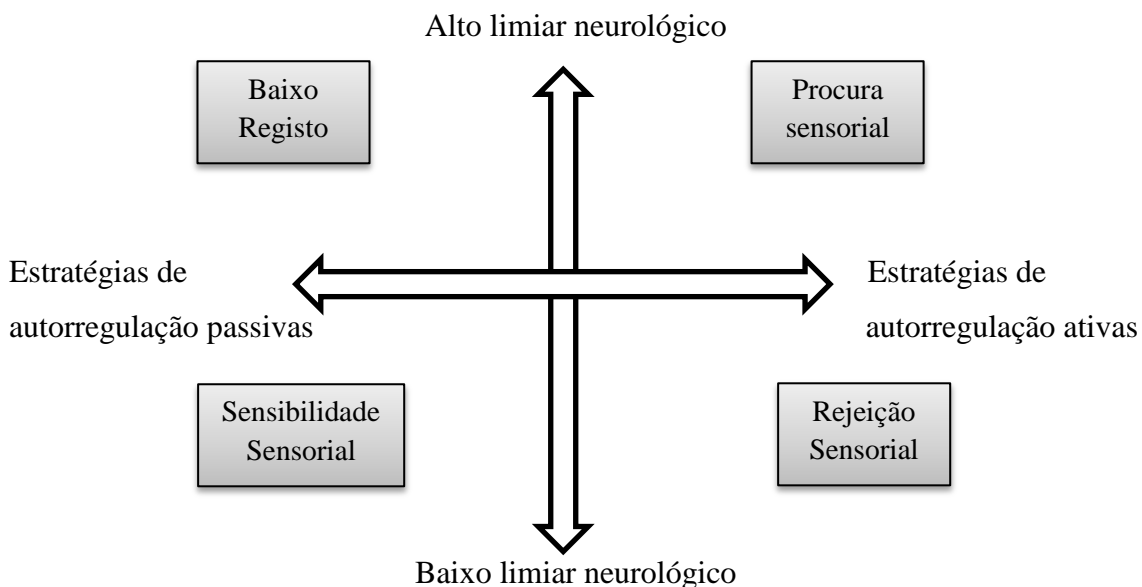 Alto limiar neurológico
Baixo
Registo
Procura
sensorial
Estratégias de
autorregulação passivas
Estratégias de
autorregulação ativas
Sensibilidade
Sensorial
Rejeição
Sensorial
Baixo limiar neurológico